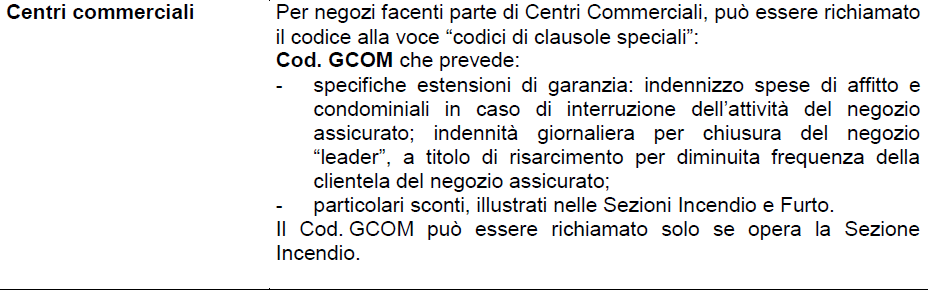 Centri commerciali
Per negozi facenti parte di Centri Commerciali, può essere richiamato
il codice alla voce “codici di clausole speciali”:
Cod. GCOM che prevede:
- specifiche estensioni di garanzia: indennizzo spese di affitto e
condominiali in caso di interruzione dell’attività del negozio
assicurato; indennità giornaliera per chiusura del negozio
“leader”, a titolo di risarcimento per diminuita frequenza della
clientela del negozio assicurato;
- particolari sconti, illustrati nelle Sezioni Incendio e Furto.
Il Cod. GCOM può essere richiamato solo se opera la Sezione
Incendio.